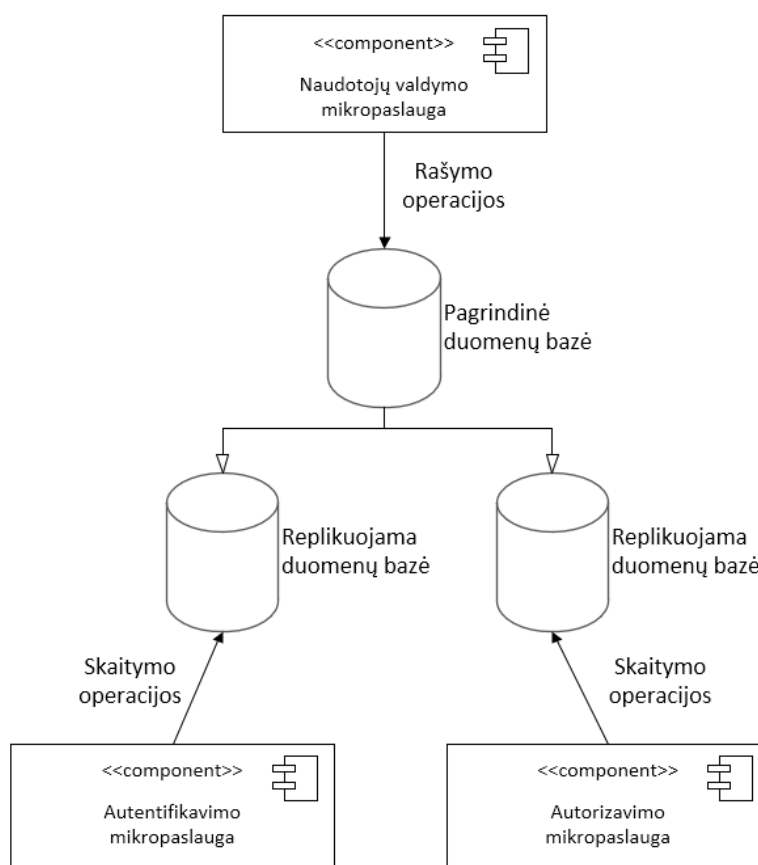 <<component>>
Naudotojų valdymo
mikropaslauga
Rašymo
operacijos
Pagrindinė
duomenų bazė
Replikuojama
duomenų bazė
Replikuojama
duomenų bazė
Skaitymo
operacijos
Skaitymo
operacijos
<<component>>
Autentifikavimo
mikropaslauga
<<component>>
Autorizavimo
mikropaslauga